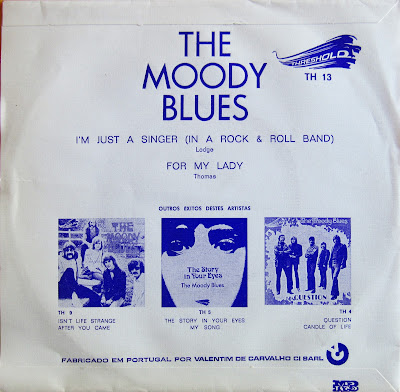 THE
MOODY
BLUES
THRESHOLD
TH 13
I'M JUST A SINGER (IN A ROCK & ROLL BAND)
Lodge
FOR MY LADY
Thomas
OUTROS EXITOS DESTES ARTISTAS
THE
MOODY
The Story
in Your Eyes
The Moody Blues
The Moody Blues
QUESTION
TH 9
ISN'T LIFE STRANGE
AFTER YOU CAME
TH 5
THE STORY IN YOUR EYES
MY SONG
TH 4
QUESTION
CANDLE OF LIFE
FABRICADO EM PORTUGAL POR VALENTIM DE CARVALHO CI SARL